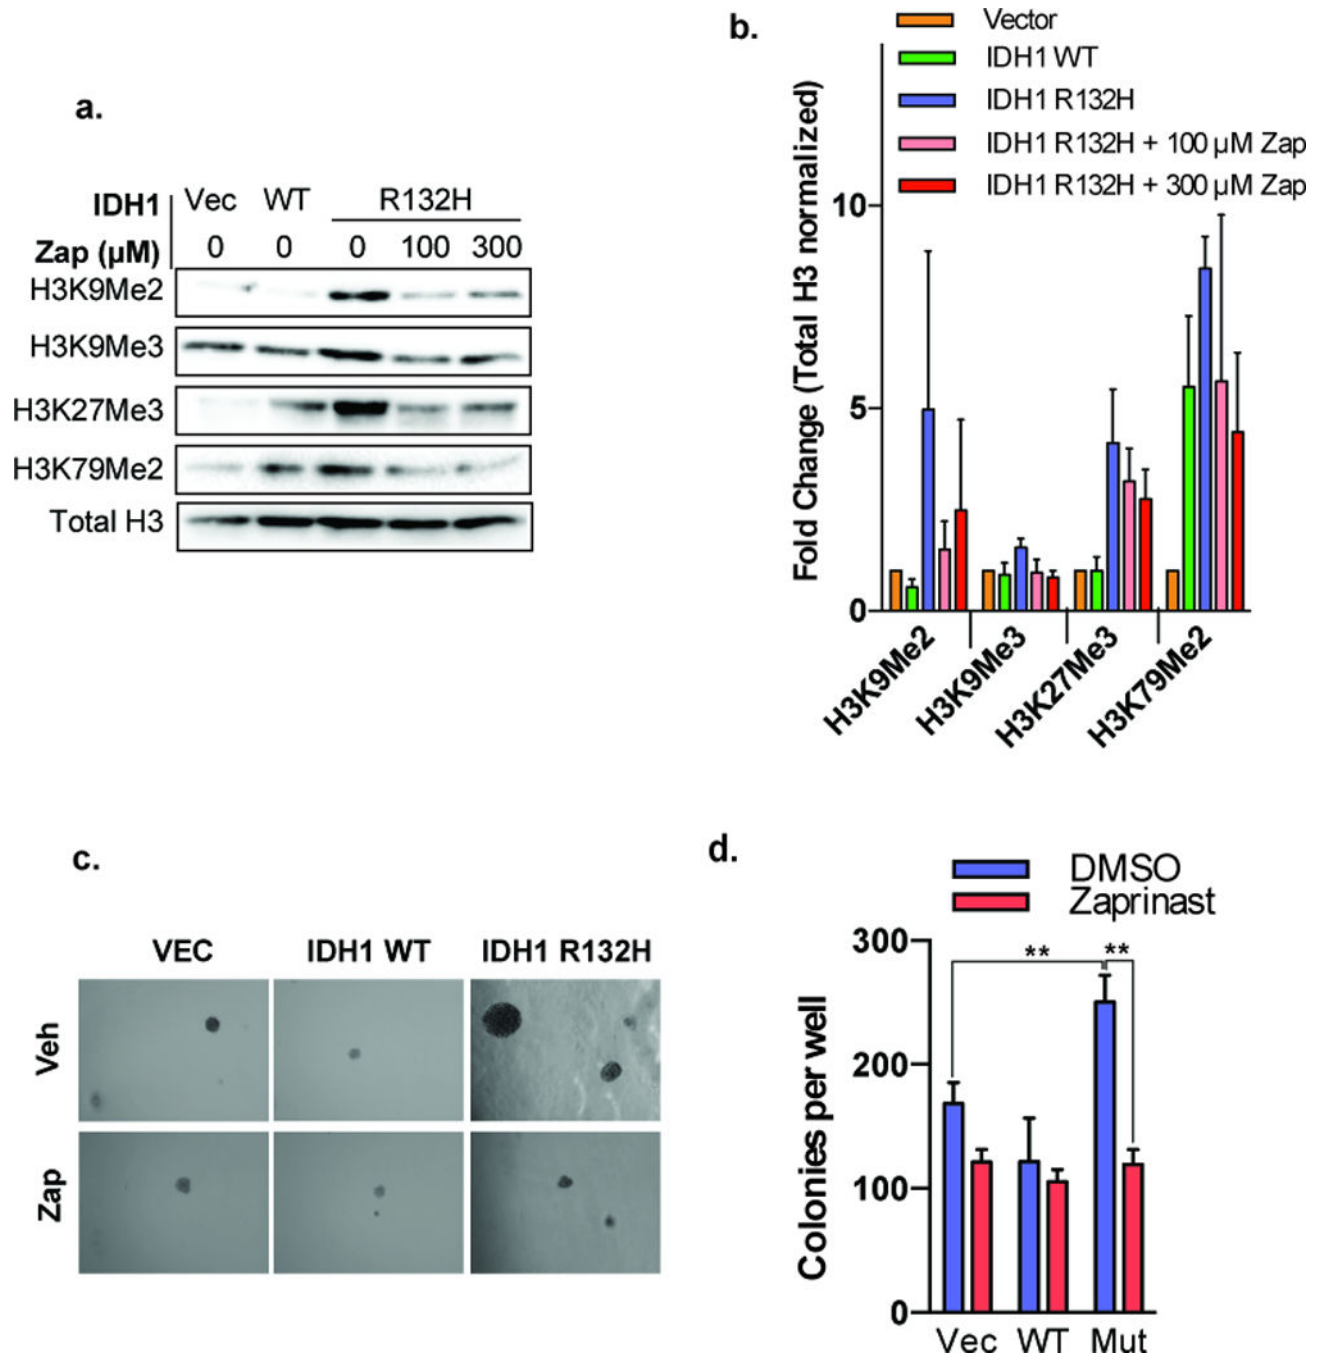 a.
IDH1 Vec WT R132H
Zap (µM) 0 0 0 100 300
H3K9Me2
H3K9Me3
H3K27Me3
H3K79Me2
Total H3
b.
Vector
IDH1 WT
IDH1 R132H
IDH1 R132H + 100 µM Zap
IDH1 R132H + 300 µM Zap
Fold Change (Total H3 normalized)
10
5
0
H3K9Me2
H3K9Me3
H3K27Me3
H3K79Me2
c.
VEC IDH1 WT IDH1 R132H
Veh
Zap
d.
DMSO
Zaprinast
Colonies per well
300
200
100
0
** **
Vec WT Mut